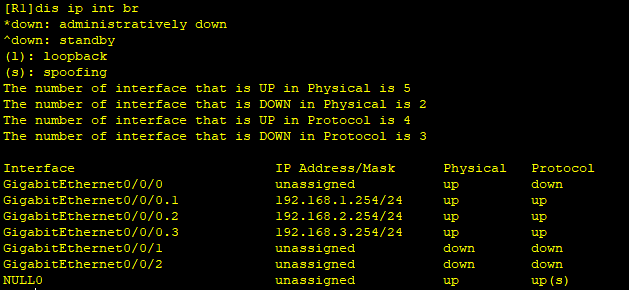 [R1]dis ip int br
*down: administratively down
^down: standby
(l): loopback
(s): spoofing
The number of interface that is UP in Physical is 5
The number of interface that is DOWN in Physical is 2
The number of interface that is UP in Protocol is 4
The number of interface that is DOWN in Protocol is 3
Interface IP Address/Mask Physical Protocol
GigabitEthernet0/0/0 unassigned up down
GigabitEthernet0/0/0.1 192.168.1.254/24 up up
GigabitEthernet0/0/0.2 192.168.2.254/24 up up
GigabitEthernet0/0/0.3 192.168.3.254/24 up up
GigabitEthernet0/0/1 unassigned down down
GigabitEthernet0/0/2 unassigned down down
NULL0 unassigned up up(s)